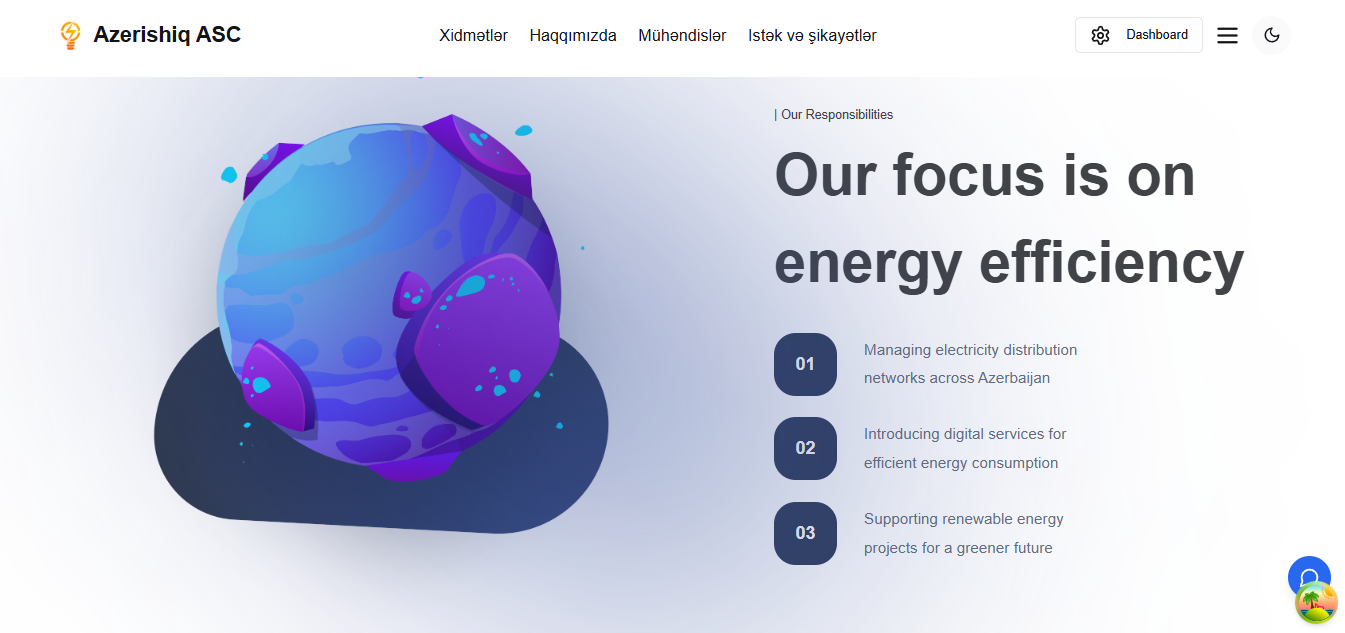 Azerishiq ASC
Xidmətlər Haqqımızda Mühəndislər Istək və şikayətlər
Dashboard
| Our Responsibilities
Our focus is on
energy efficiency
01
Managing electricity distribution
networks across Azerbaijan
02
Introducing digital services for
efficient energy consumption
03
Supporting renewable energy
projects for a greener future